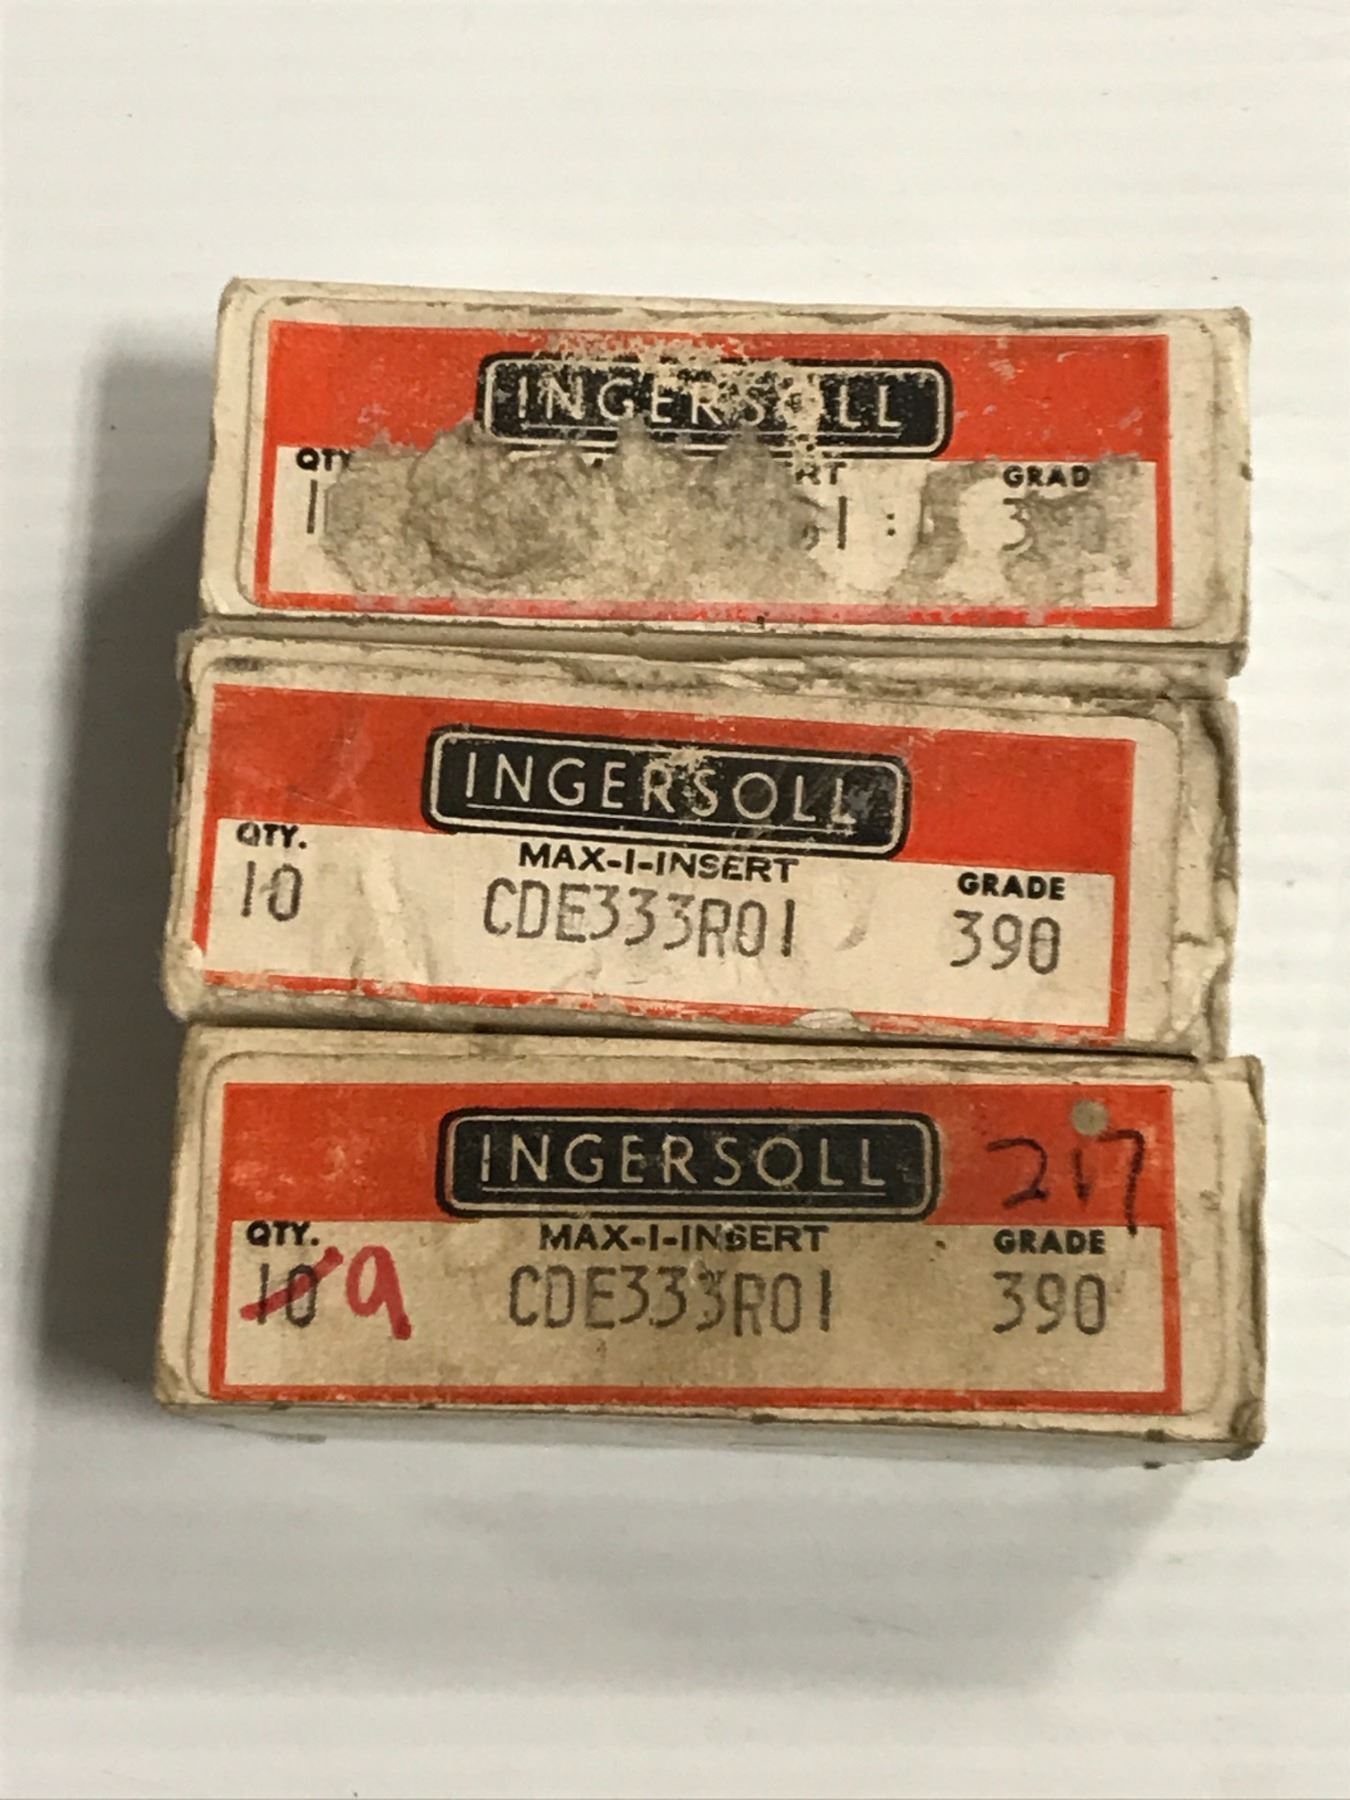 INGERSOLL
QTY
GRAD
INGERSOLL
QTY. MAX-I-INSERT GRADE
10 CDE333R01 390
INGERSOLL 217
QTY. MAX-I-INSERT GRADE
10 9 CDE333R01 390